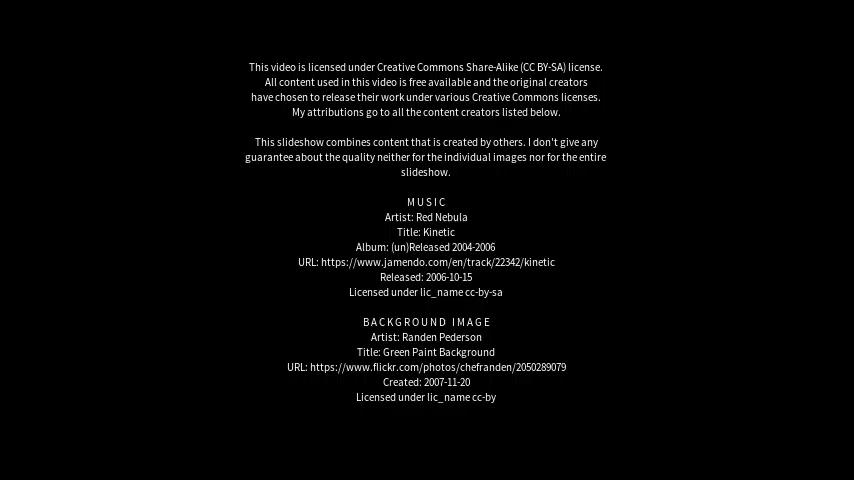 This video is licensed under Creative Commons Share-Alike (CC BY-SA) license.
All content used in this video is free available and the original creators
have chosen to release their work under various Creative Commons licenses.
My attributions go to all the content creators listed below.
This slideshow combines content that is created by others. I don't give any
guarantee about the quality neither for the individual images nor for the entire
slideshow.
MUSIC
Artist: Red Nebula
Title: Kinetic
Album: (un)Released 2004-2006
URL: https://www.jamendo.com/en/track/22342/kinetic
Released: 2006-10-15
Licensed under lic_name cc-by-sa
BACKGROUND IMAGE
Artist: Randen Pederson
Title: Green Paint Background
URL: https://www.flickr.com/photos/chefranden/2050289079
Created: 2007-11-20
Licensed under lic_name cc-by